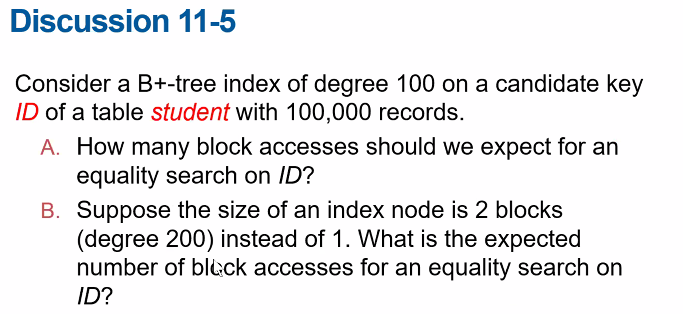 Discussion 11-5
Consider a B+-tree index of degree 100 on a candidate key
ID of a table student with 100,000 records.
A. How many block accesses should we expect for an
equality search on ID?
B. Suppose the size of an index node is 2 blocks
(degree 200) instead of 1. What is the expected
number of block accesses for an equality search on
ID?